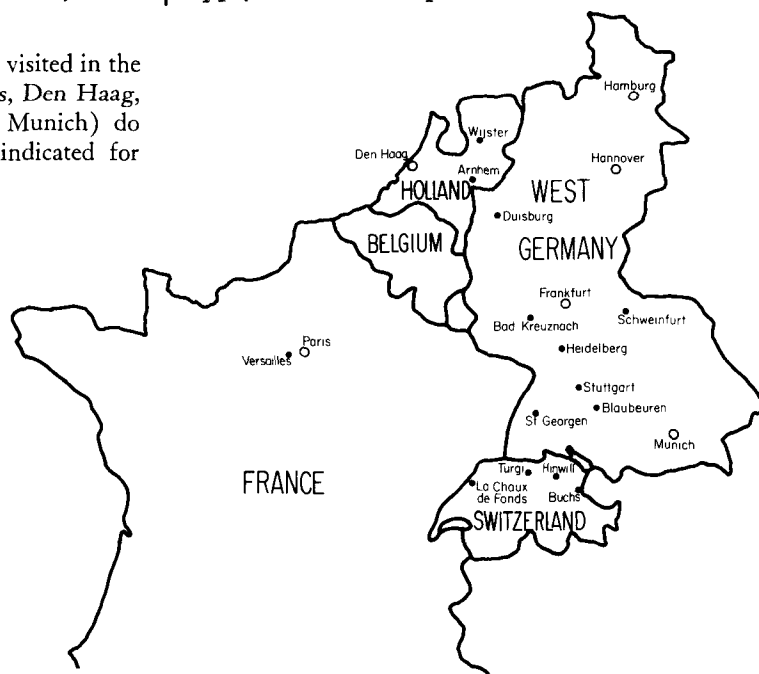 visited in the
s, Den Haag,
Munich) do
indicated for
Hamburg
Wijster
Den Haag
Hannover
Arnhem
HOLLAND
WEST
Duisburg
BELGIUM
GERMANY
Frankfurt
Bad Kreuznach
Schweinfurt
Paris
Versailles
Heidelberg
Stuttgart
Blaubeuren
St Georgen
Munich
Turgi
Hinwill
FRANCE
La Chaux
de Fonds
Buchs
SWITZERLAND